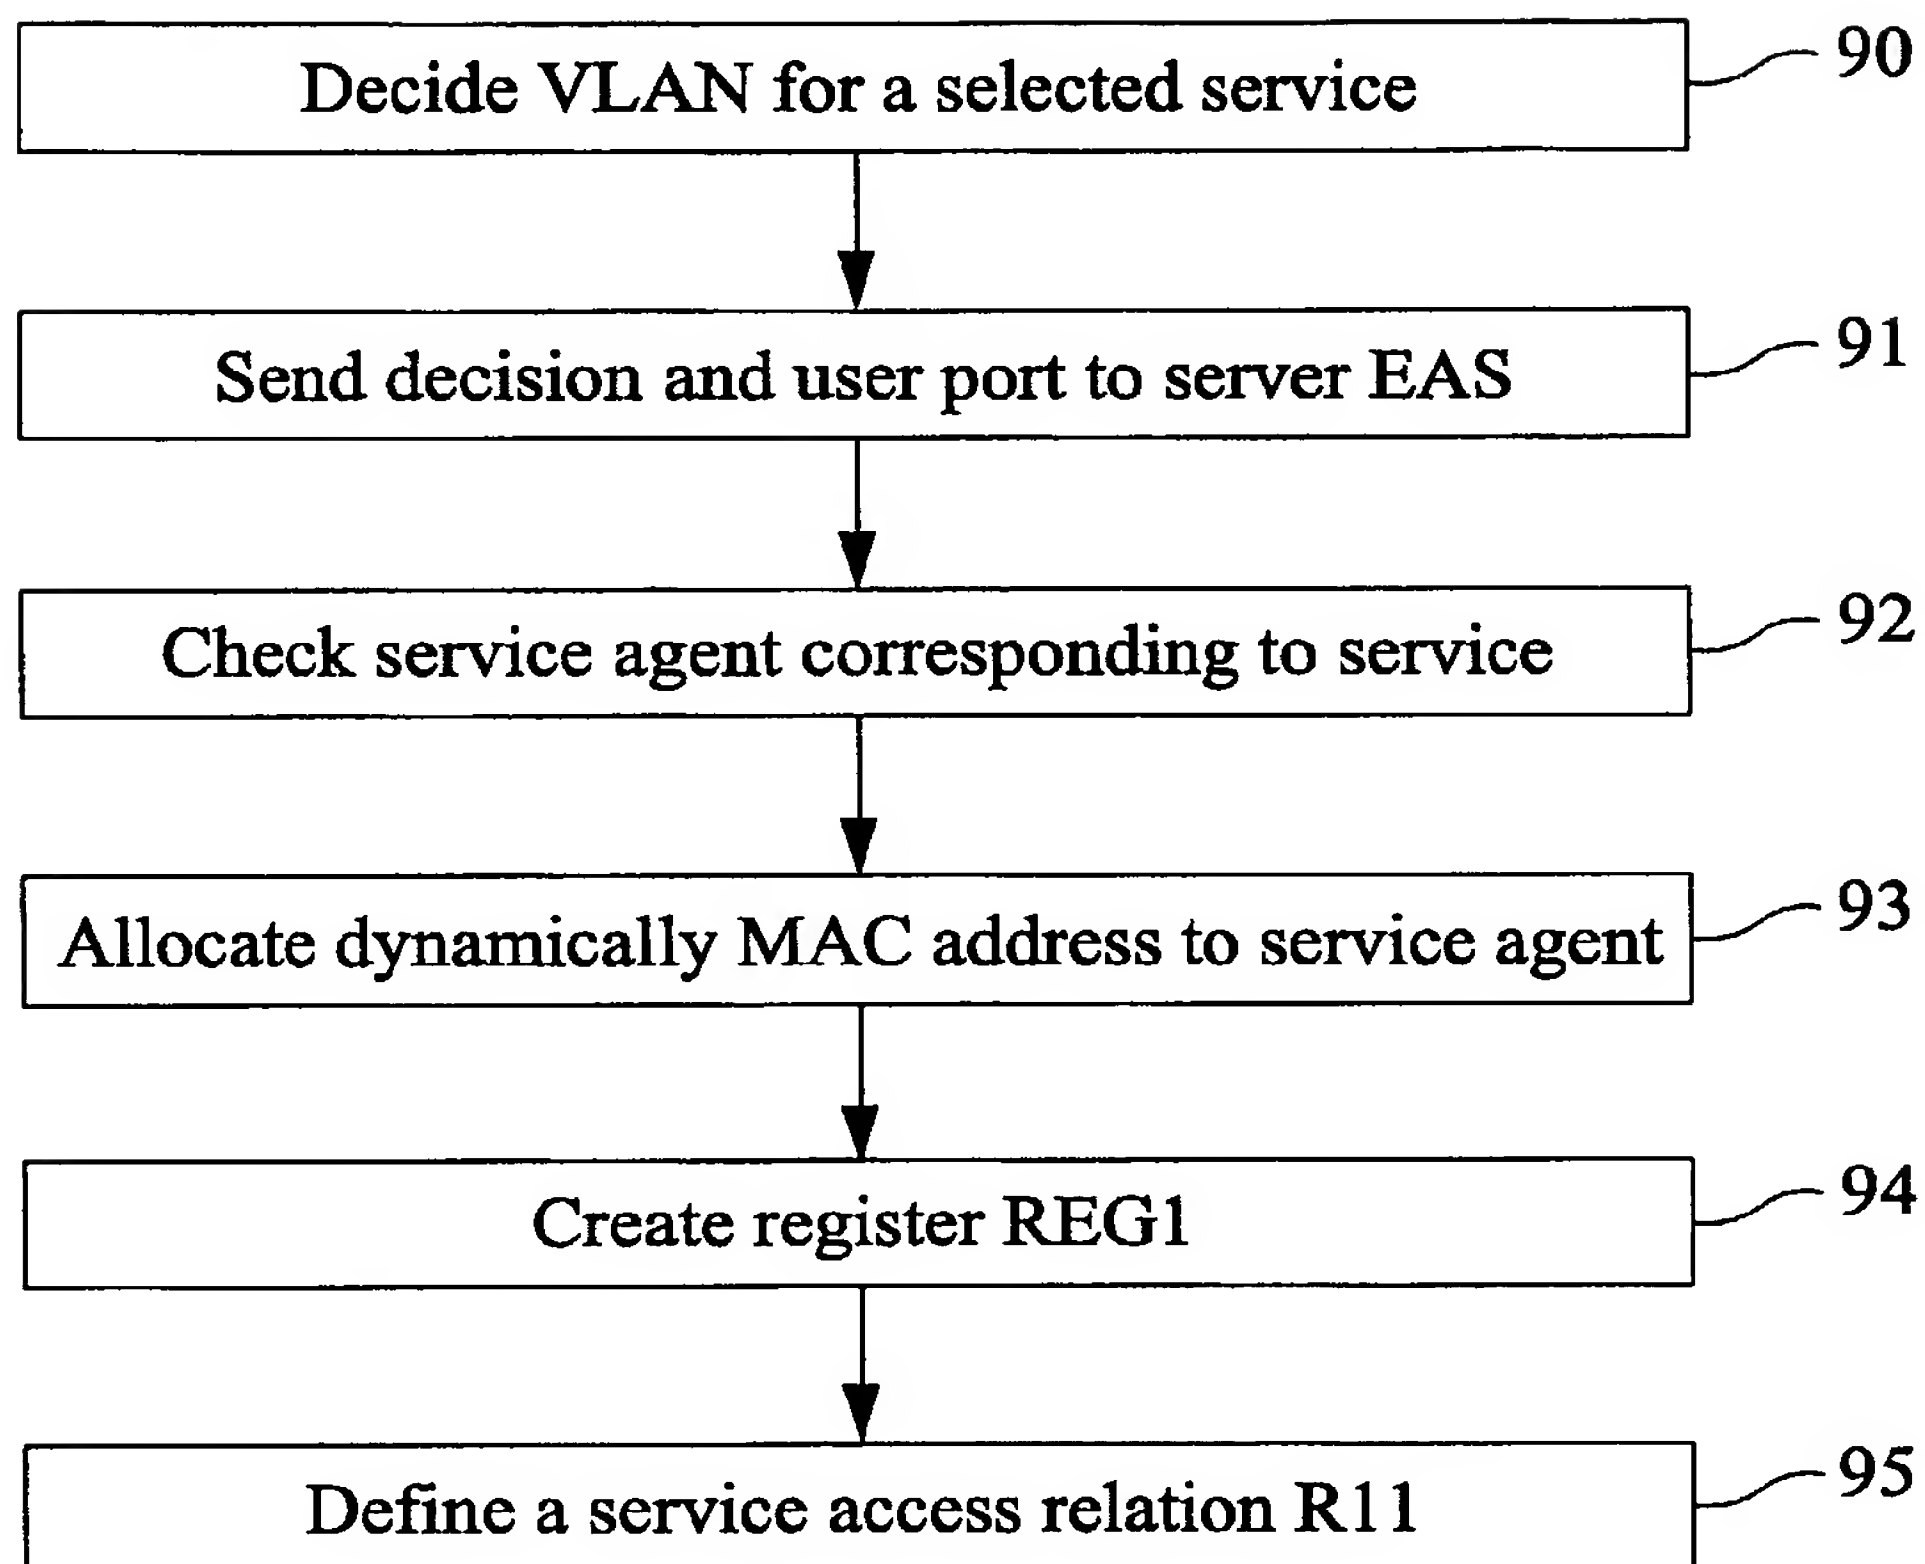 Decide VLAN for a selected service
90
Send decision and user port to server EAS
91
Check service agent corresponding to service
92
Allocate dynamically MAC address to service agent
93
Create register REG1
94
Define a service access relation R11
95